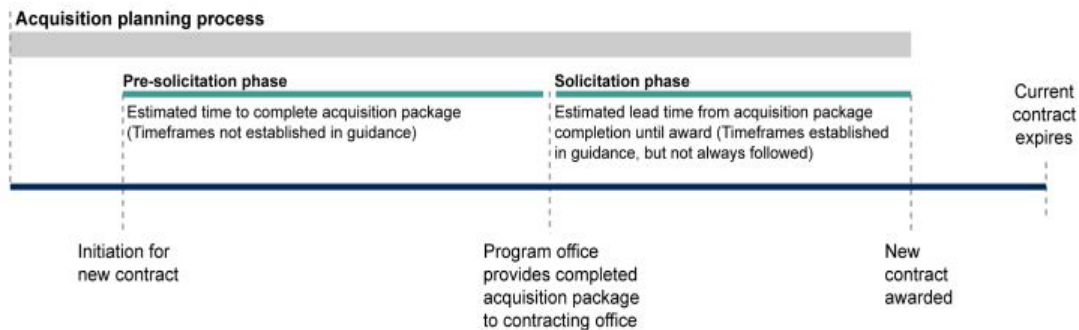 Acquisition planning process
Pre-solicitation phase
Estimated time to complete acquisition package
(Timeframes not established in guidance)
Solicitation phase
Estimated lead time from acquisition package
completion until award (Timeframes established
in guidance, but not always followed)
Current
contract
expires
Initiation for
new contract
Program office
provides completed
acquisition package
to contracting office
New
contract
awarded